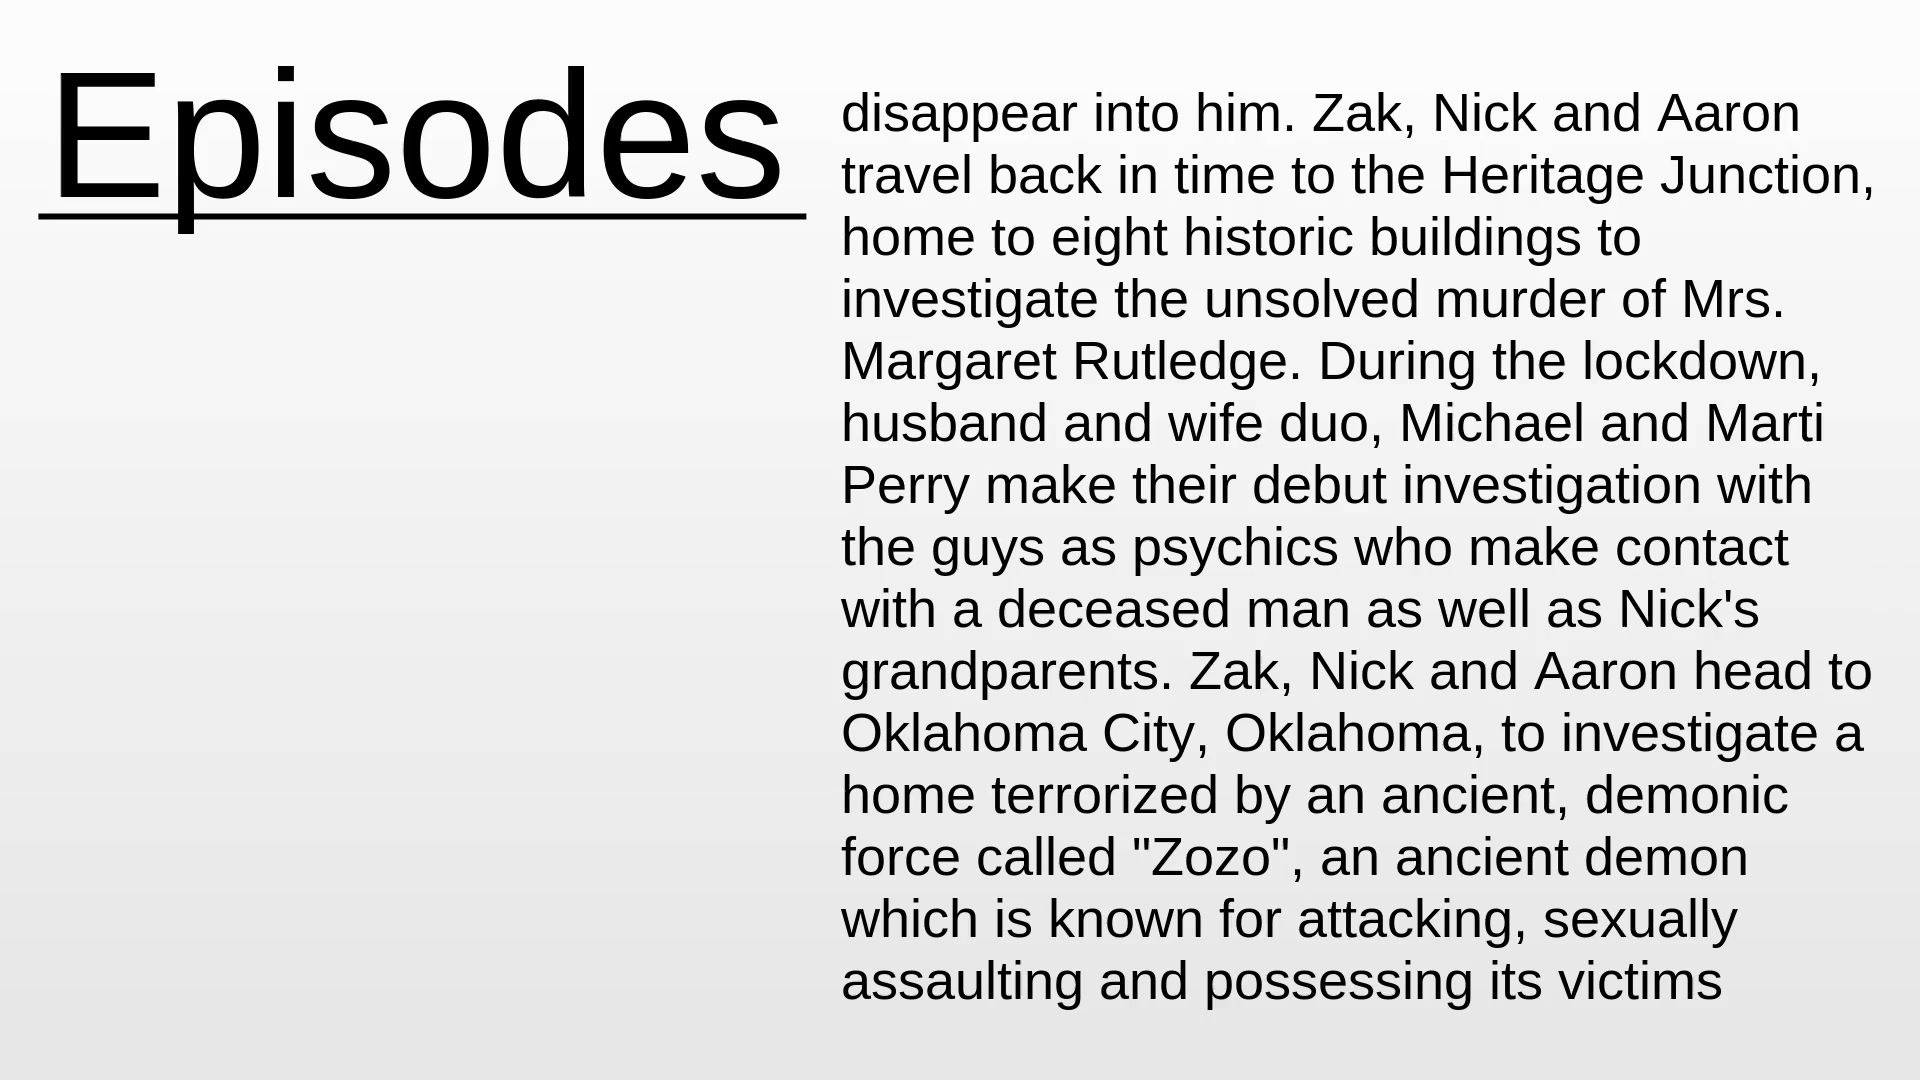 Episodes
disappear into him. Zak, Nick and Aaron
travel back in time to the Heritage Junction,
home to eight historic buildings to
investigate the unsolved murder of Mrs.
Margaret Rutledge. During the lockdown,
husband and wife duo, Michael and Marti
Perry make their debut investigation with
the guys as psychics who make contact
with a deceased man as well as Nick's
grandparents. Zak, Nick and Aaron head to
Oklahoma City, Oklahoma, to investigate a
home terrorized by an ancient, demonic
force called "Zozo", an ancient demon
which is known for attacking, sexually
assaulting and possessing its victims